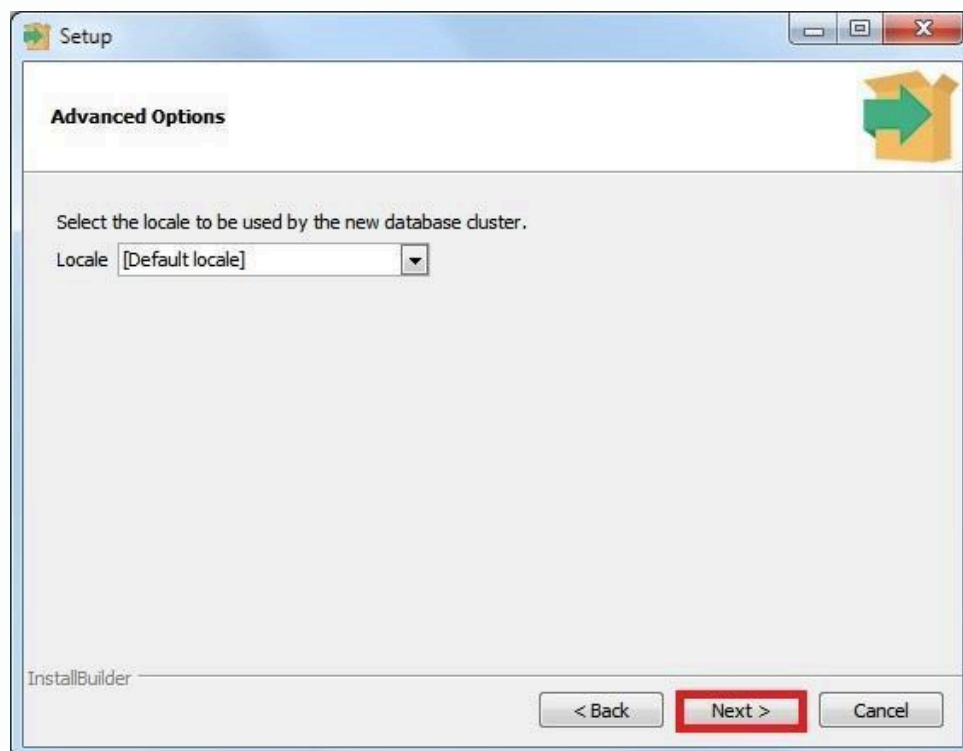 Setup
Advanced Options
Select the locale to be used by the new database cluster.
Locale [Default locale]
InstallBuilder
< Back Next > Cancel